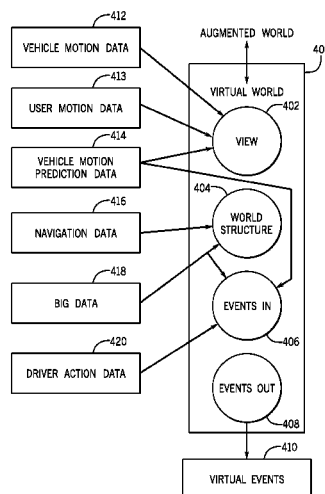 412
VEHICLE MOTION DATA
413
USER MOTION DATA
414
VEHICLE MOTION
PREDICTION DATA
416
NAVIGATION DATA
418
BIG DATA
420
DRIVER ACTION DATA
AUGMENTED WORLD
40
VIRTUAL WORLD
402
VIEW
404
WORLD
STRUCTURE
EVENTS IN
406
EVENTS OUT
408
410
VIRTUAL EVENTS